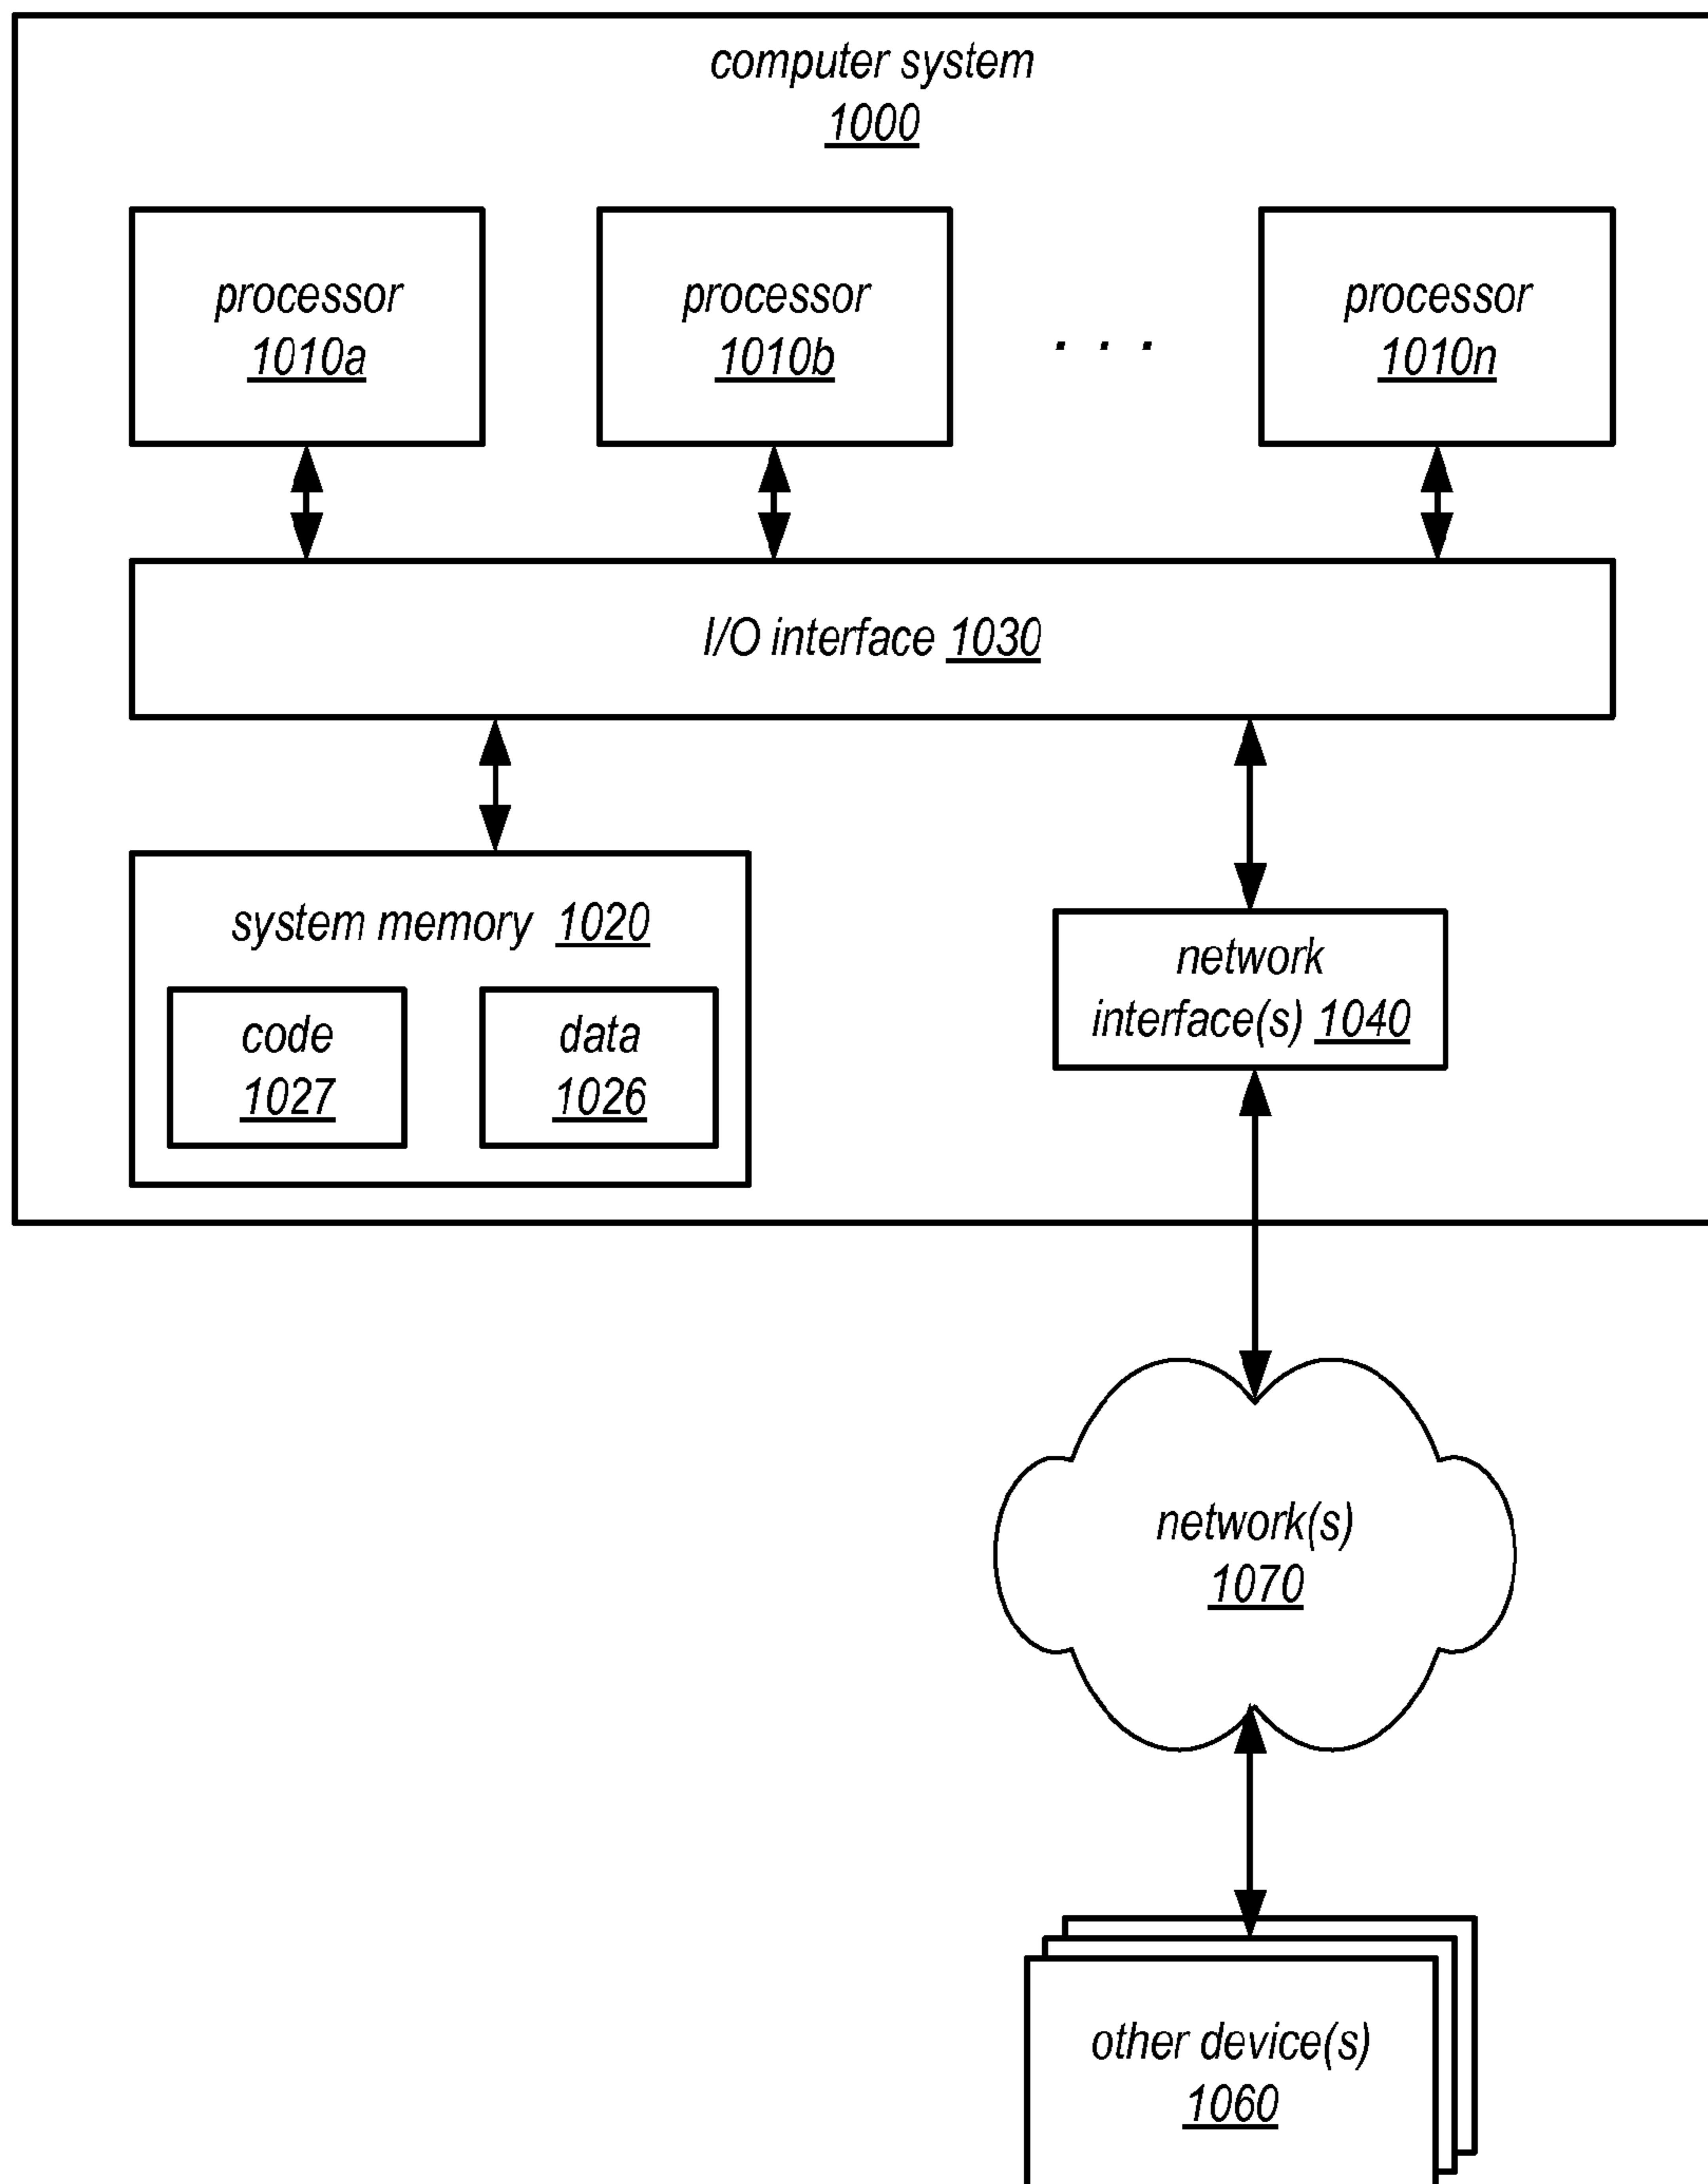 computer system
1000
processor
1010a
processor
1010b
. . .
processor
1010n
I/O interface 1030
system memory 1020
code
1027
data
1026
network
interface(s) 1040
network(s)
1070
other device(s)
1060